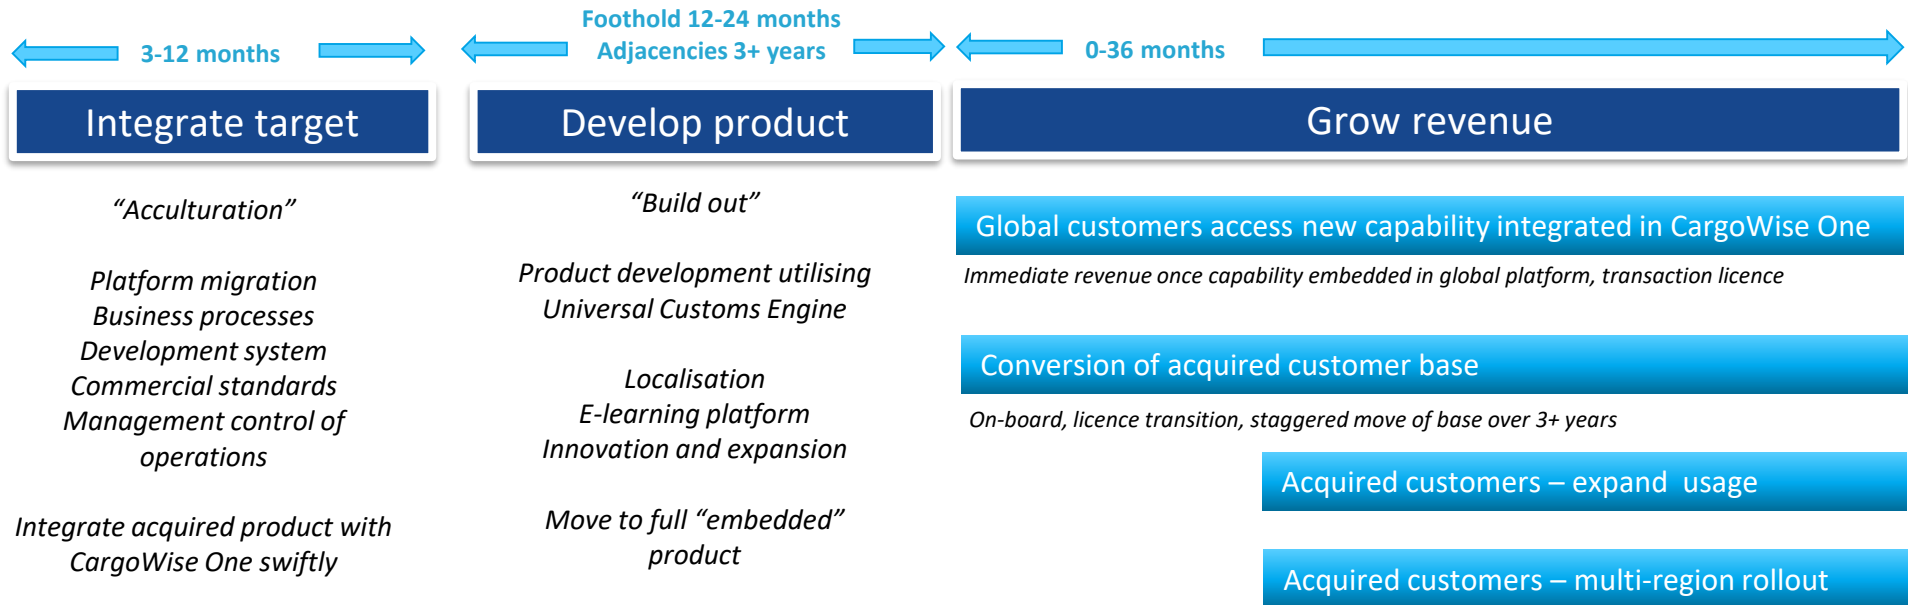 3-12 months
Foothold 12-24 months
Adjacencies 3+ years
0-36 months
Integrate target
Develop product
Grow revenue
“Acculturation”
Platform migration
Business processes
Development system
Commercial standards
Management control of
operations
Integrate acquired product with
CargoWise One swiftly
“Build out”
Product development utilising
Universal Customs Engine
Localisation
E-learning platform
Innovation and expansion
Move to full “embedded”
product
Global customers access new capability integrated in CargoWise One
Immediate revenue once capability embedded in global platform, transaction licence
Conversion of acquired customer base
On-board, licence transition, staggered move of base over 3+ years
Acquired customers – expand  usage
Acquired customers – multi-region rollout